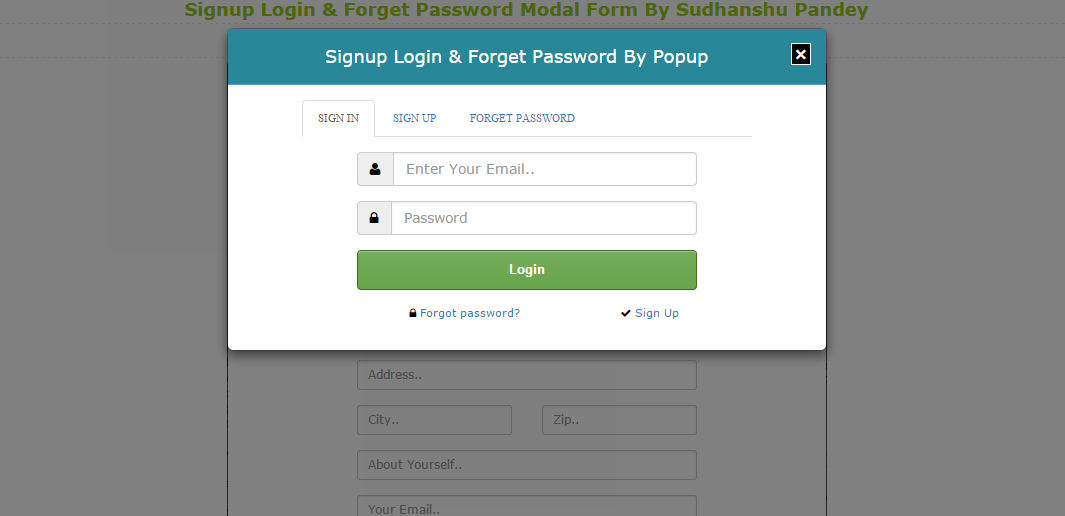 Signup Login & Forget Password Modal Form By Sudhanshu Pandey
Signup Login & Forget Password By Popup
SIGN IN SIGN UP FORGET PASSWORD
Enter Your Email..
Password
Login
Forgot password? Sign Up
Address..
City.. Zip..
About Yourself..
Your Email..